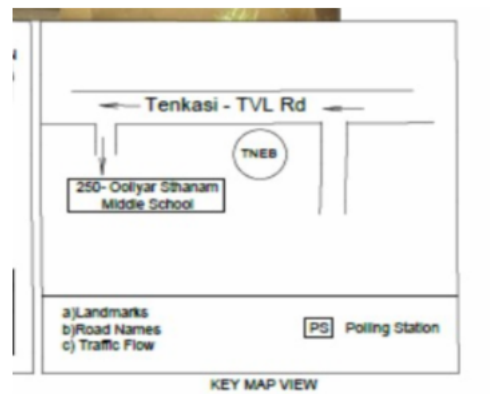 Tenkasi - TVL Rd
TNEB
250- Ooliyar Sthanam
Middle School
a)Landmarks
b)Road Names
c) Traffic Flow
PS Polling Station
KEY MAP VIEW